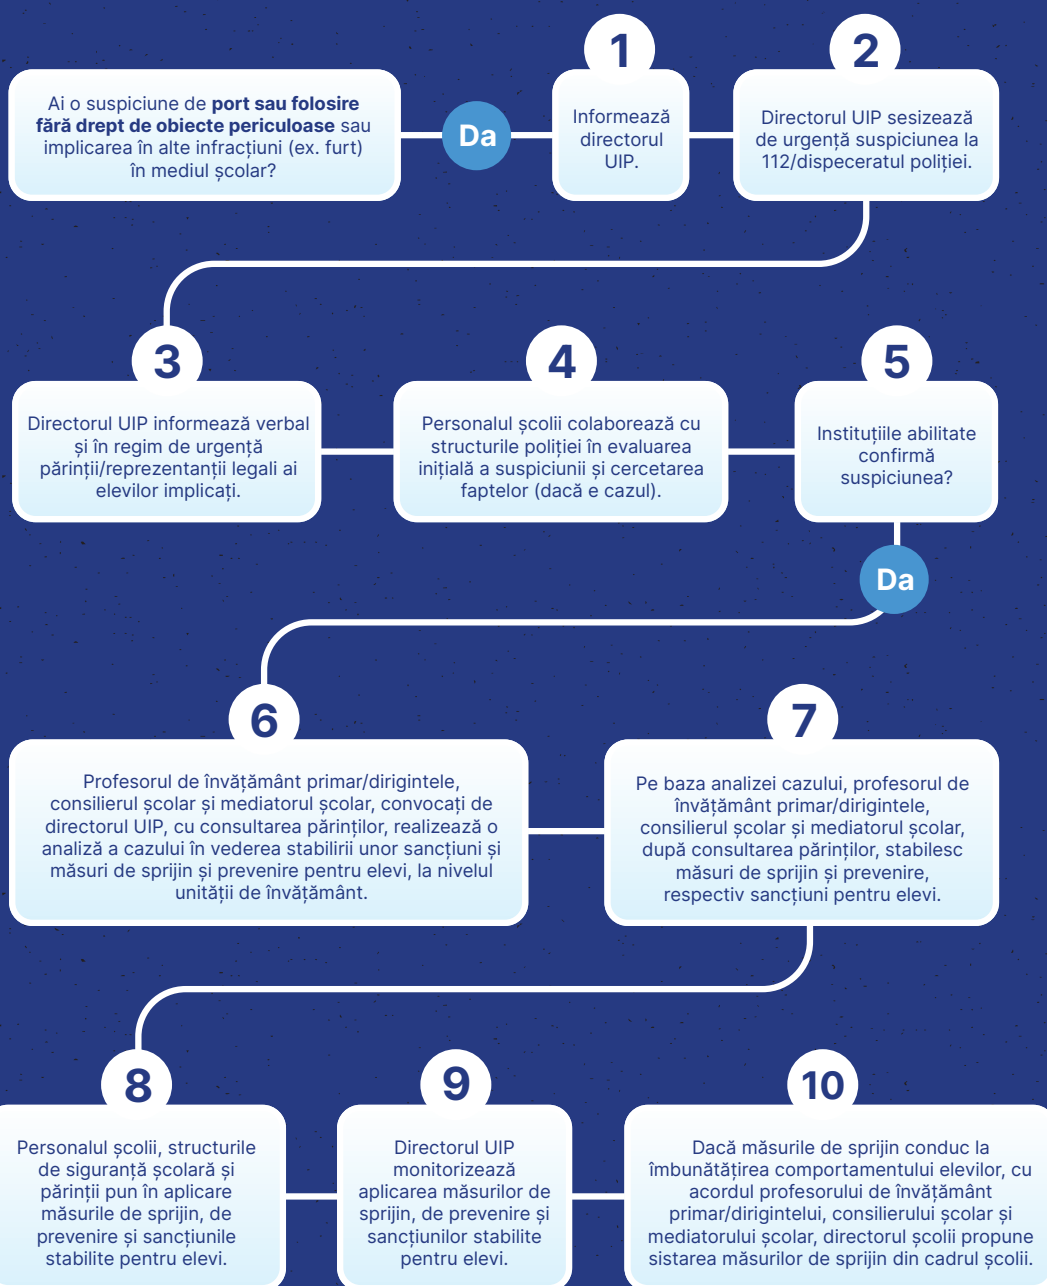 Ai o suspiciune de port sau folosire
fără drept de obiecte periculoase sau
implicarea în alte infracțiuni (ex. furt)
în mediul școlar?
Da
1
Informează
directorul
UIP.
2
Directorul UIP sesizează
de urgență suspiciunea la
112/dispeceratul poliției.
3
Directorul UIP informează verbal
și în regim de urgență
părinții/reprezentanții legali ai
elevilor implicați.
4
Personalul școlii colaborează cu
structurile poliției în evaluarea
inițială a suspiciunii și cercetarea
faptelor (dacă e cazul).
5
Instituțiile abilitate
confirmă
suspiciunea?
Da
6
Profesorul de învățământ primar/dirigintele,
consilierul școlar și mediatorul școlar, convocați de
directorul UIP, cu consultarea părinților, realizează o
analiză a cazului în vederea stabilirii unor sancțiuni și
măsuri de sprijin și prevenire pentru elevi, la nivelul
unității de învățământ.
7
Pe baza analizei cazului, profesorul de
învățământ primar/dirigintele,
consilierul școlar și mediatorul școlar,
după consultarea părinților, stabilesc
măsuri de sprijin și prevenire,
respectiv sancțiuni pentru elevi.
8
Personalul școlii, structurile
de siguranță școlară și
părinții pun în aplicare
măsurile de sprijin, de
prevenire și sancțiunile
stabilite pentru elevi.
9
Directorul UIP
monitorizează
aplicarea măsurilor de
sprijin, de prevenire și
sancțiunilor stabilite
pentru elevi.
10
Dacă măsurile de sprijin conduc la
îmbunătățirea comportamentului elevilor, cu
acordul profesorului de învățământ
primar/dirigintelui, consilierului școlar și
mediatorului școlar, directorul școlii propune
sistarea măsurilor de sprijin din cadrul școlii.